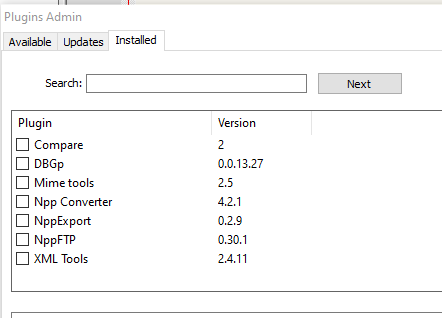 Plugins Admin
Available Updates Installed
Search: Next
Plugin Version
Compare 2
DBGp 0.0.13.27
Mime tools 2.5
Npp Converter 4.2.1
NppExport 0.2.9
NppFTP 0.30.1
XML Tools 2.4.11